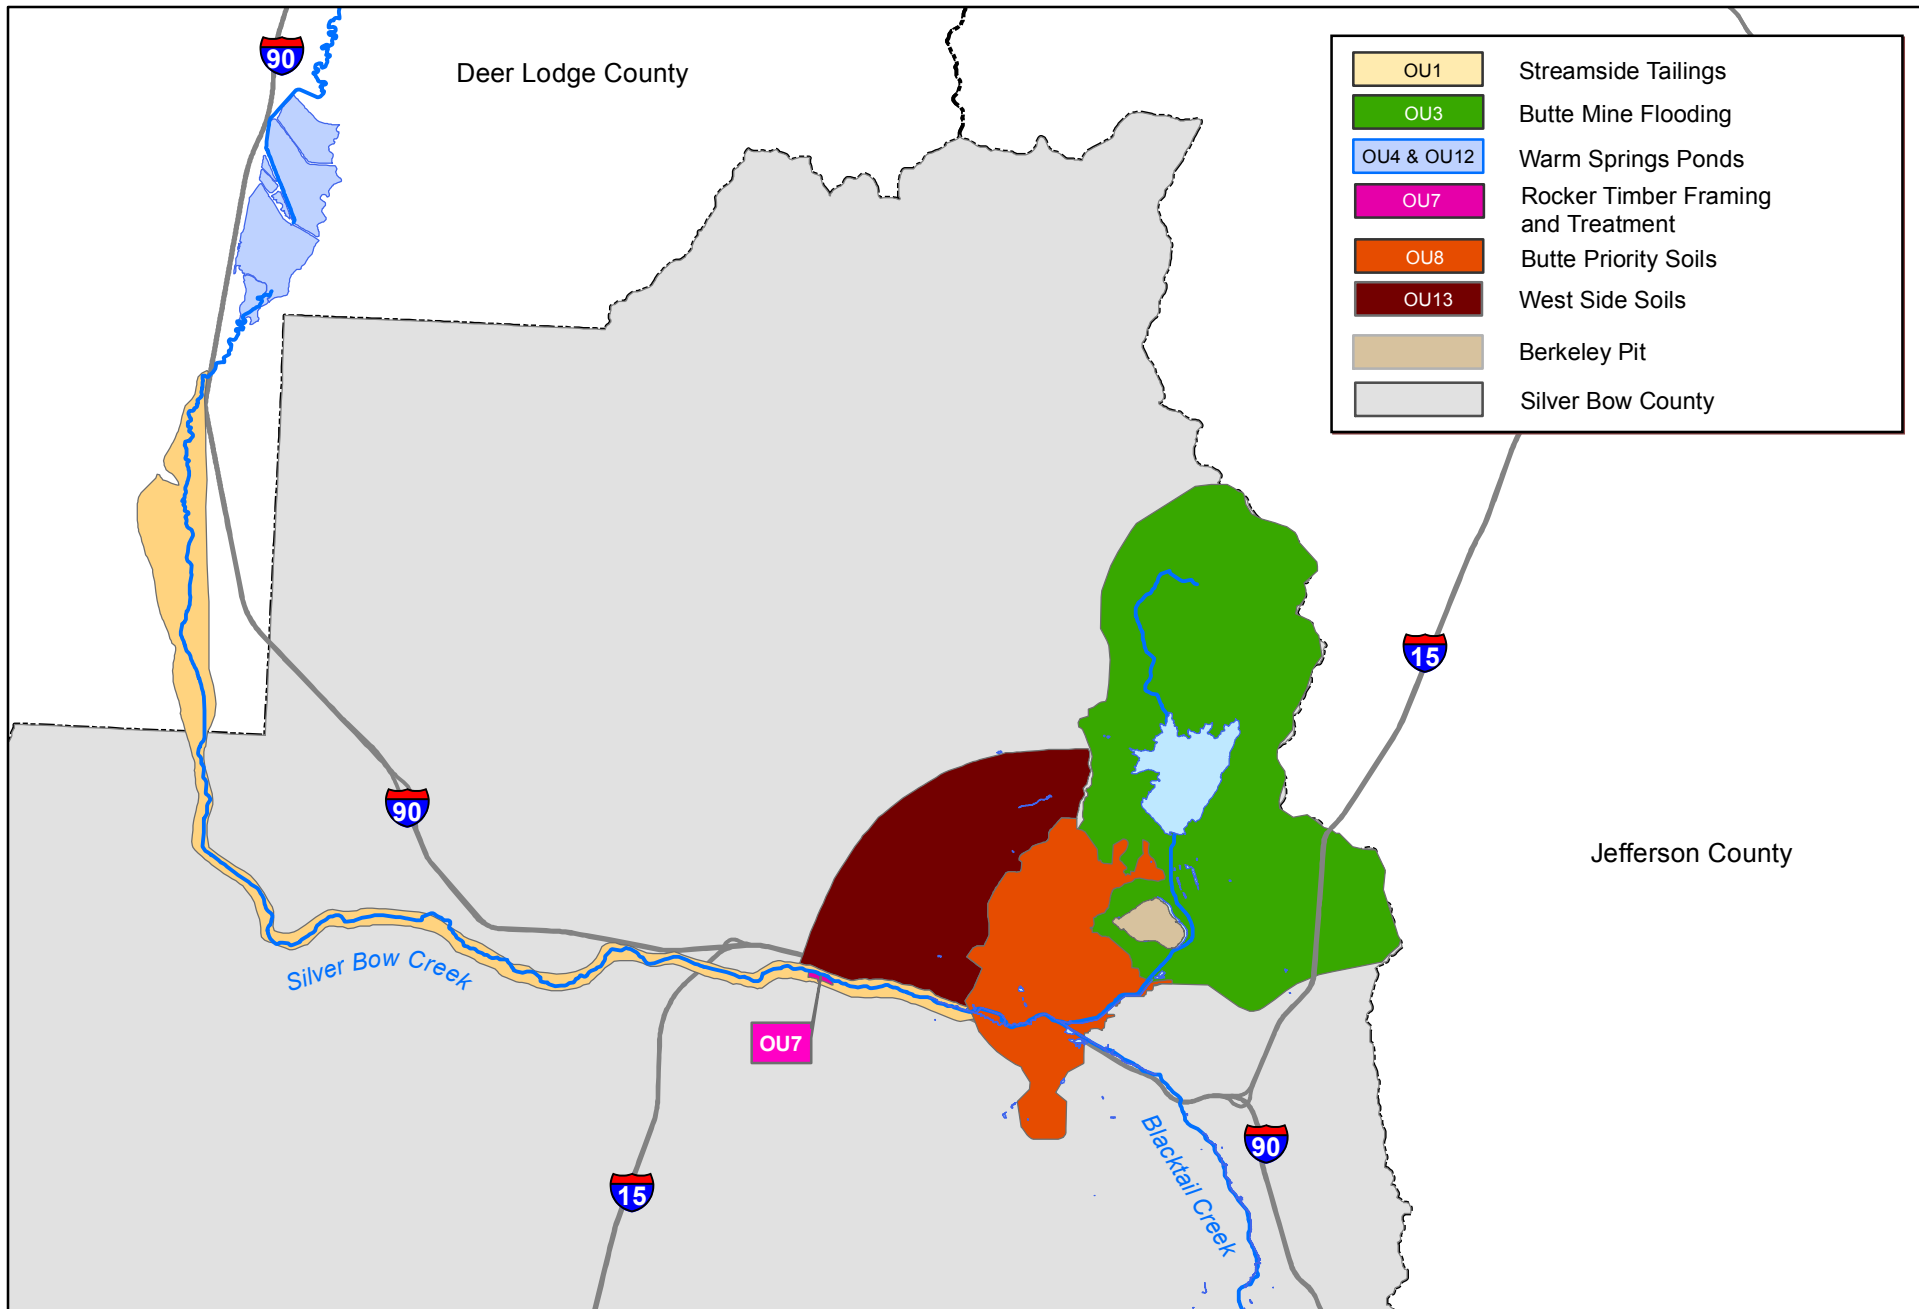 90
Deer Lodge County
OU1 Streamside Tailings
OU3 Butte Mine Flooding
OU4 & OU12 Warm Springs Ponds
OU7 Rocker Timber Framing
and Treatment
OU8 Butte Priority Soils
OU13 West Side Soils
Berkeley Pit
Silver Bow County
15
90
Jefferson County
Silver Bow Creek
OU7
90
Blacktail Creek
15